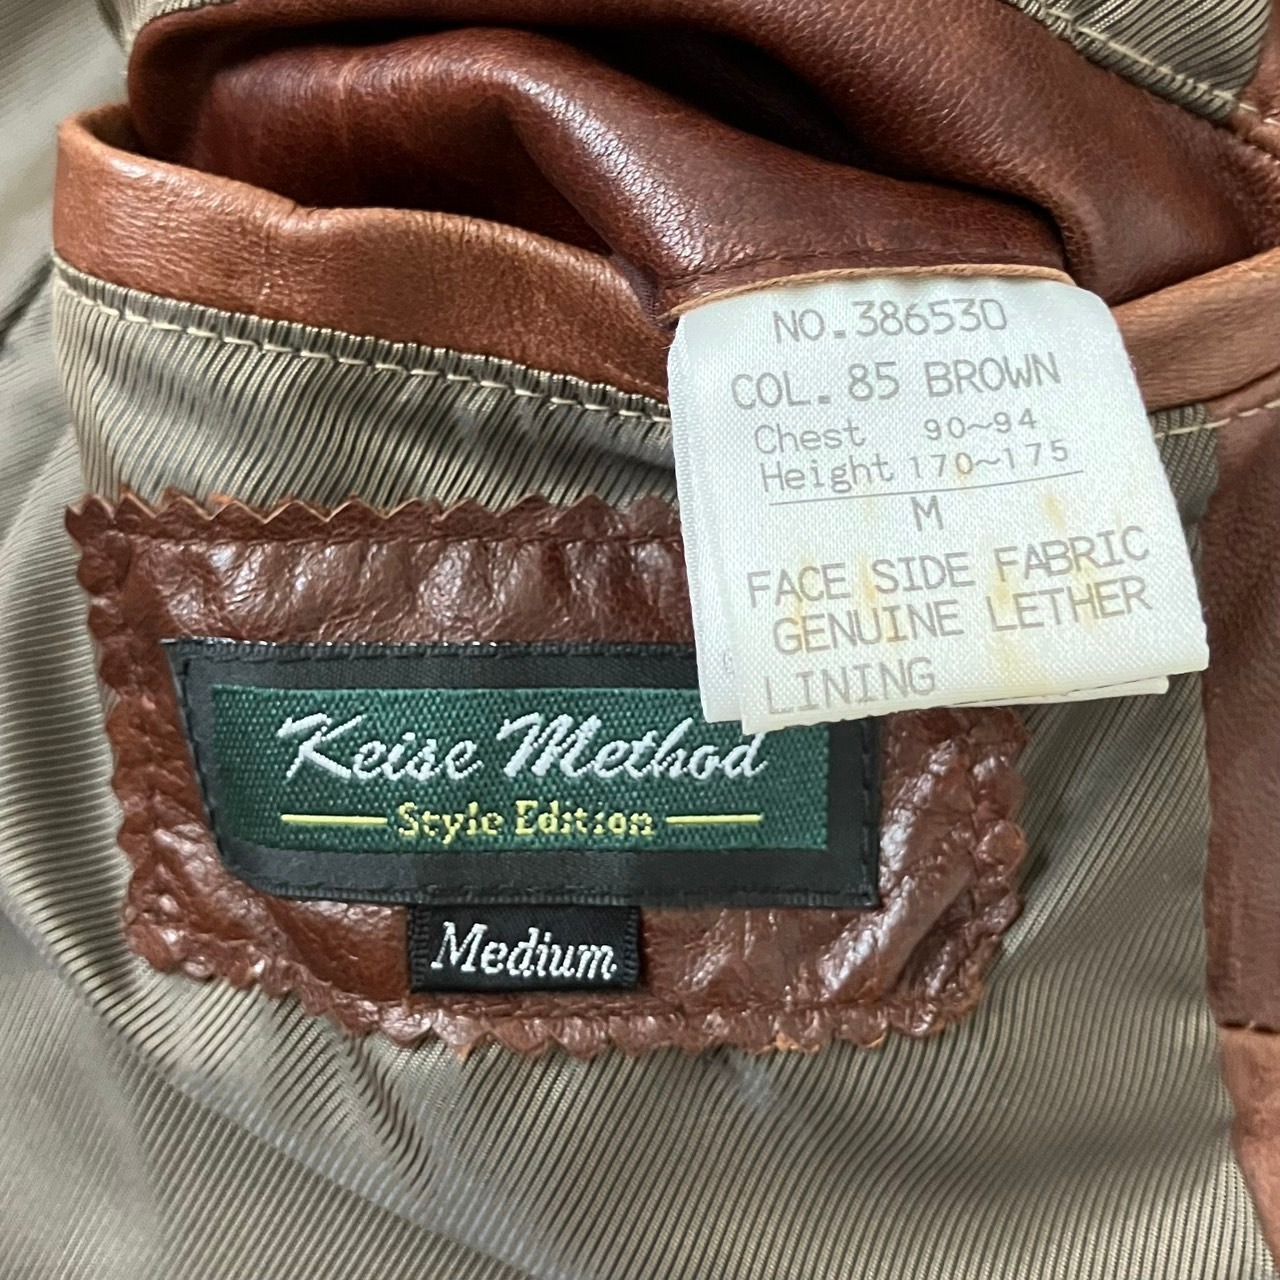 NO.38653D
COL. 85 BROWN
Chest 90~94
Height 170~175
M
FACE SIDE FABRIC
GENUINE LETHER
LINING
Keise Method
Style Edition
Medium